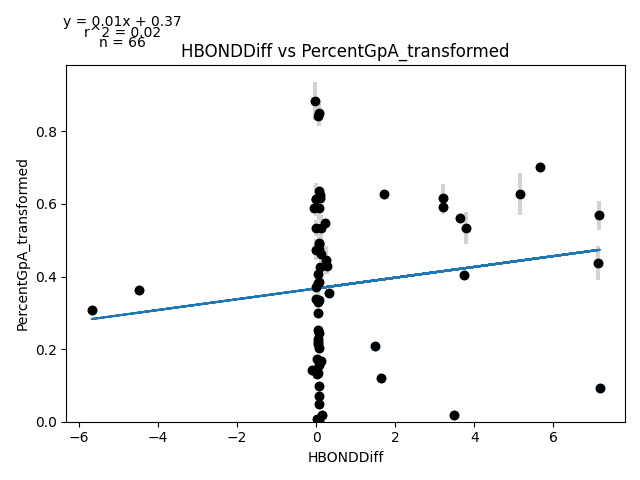 y = 0.01x + 0.37
r^2 = 0.02
n = 66
HBONDDiff vs PercentGpA_transformed
PercentGpA_transformed
0.8
0.6
0.4
0.2
0.0
−6
−4
−2
0
2
4
6
HBONDDiff